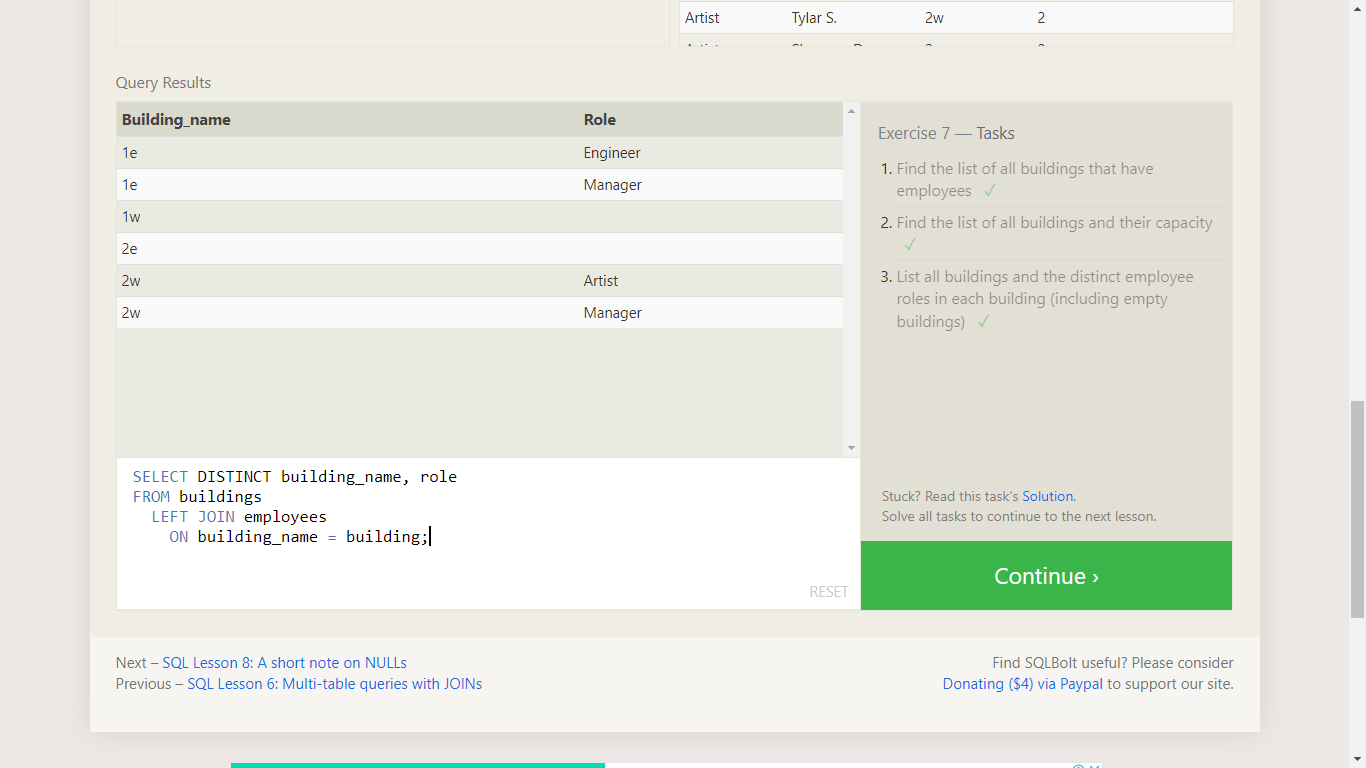 Artist Tylar S. 2w 2
Query Results
Building_name Role
1e Engineer
1e Manager
1w
2e
2w Artist
2w Manager
Exercise 7 — Tasks
1. Find the list of all buildings that have
employees ✓
2. Find the list of all buildings and their capacity
✓
3. List all buildings and the distinct employee
roles in each building (including empty
buildings) ✓
Stuck? Read this task's Solution.
Solve all tasks to continue to the next lesson.
SELECT DISTINCT building_name, role
FROM buildings
LEFT JOIN employees
ON building_name = building;
RESET
Continue ›
Next – SQL Lesson 8: A short note on NULLs
Previous – SQL Lesson 6: Multi-table queries with JOINs
Find SQLBolt useful? Please consider
Donating ($4) via Paypal to support our site.